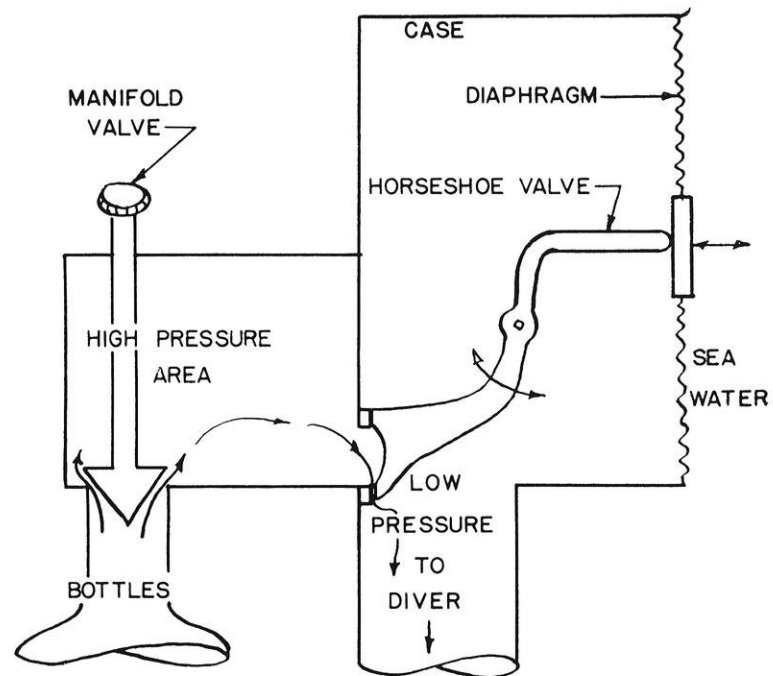 CASE
MANIFOLD
VALVE
DIAPHRAGM
HORSESHOE VALVE
HIGH PRESSURE
AREA
SEA
WATER
LOW
PRESSURE
TO
DIVER
BOTTLES